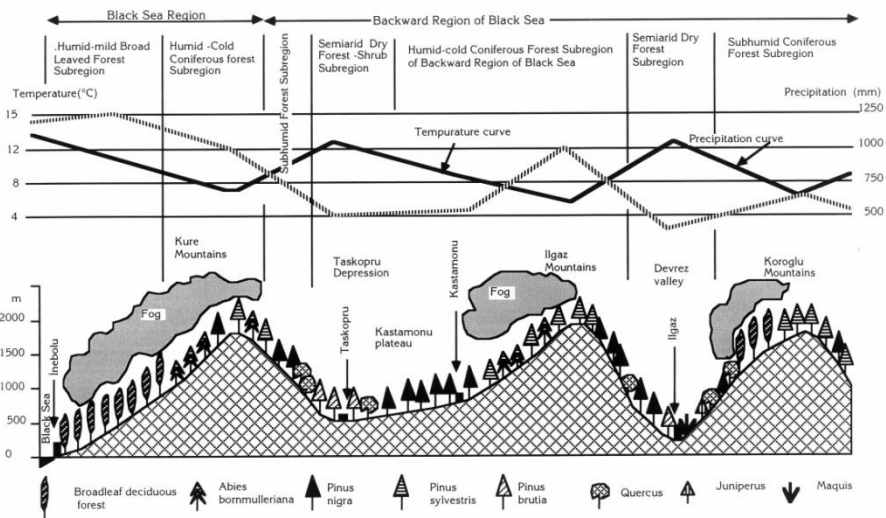 Black Sea Region
Backward Region of Black Sea
.Humid-mild Broad
Leaved Forest
Subregion
Humid -Cold
Coniferous forest
Subregion
Subhumid Forest Subregion
Semiarid Dry
Forest -Shrub
Subregion
Humid-cold Coniferous Forest Subregion
of Backward Region of Black Sea
Semiarid Dry
Forest
Subregion
Subhumid Coniferous
Forest Subregion
Temperature(°C)
Precipitation (mm)
15
12
8
4
1250
1000
750
500
Tempurature curve
Precipitation curve
Kure
Mountains
Taskopru
Depression
Kastamonu
Ilgaz
Mountains
Devrez
valley
Koroglu
Mountains
m
2000
1500
1000
500
0
Fog
Fog
Black Sea
İnebolu
Taskopru
Kastamonu
plateau
Ilgaz
Broadleaf deciduous
forest
Abies
bornmulleriana
Pinus
nigra
Pinus
sylvestris
Pinus
brutia
Quercus
Juniperus
Maquis